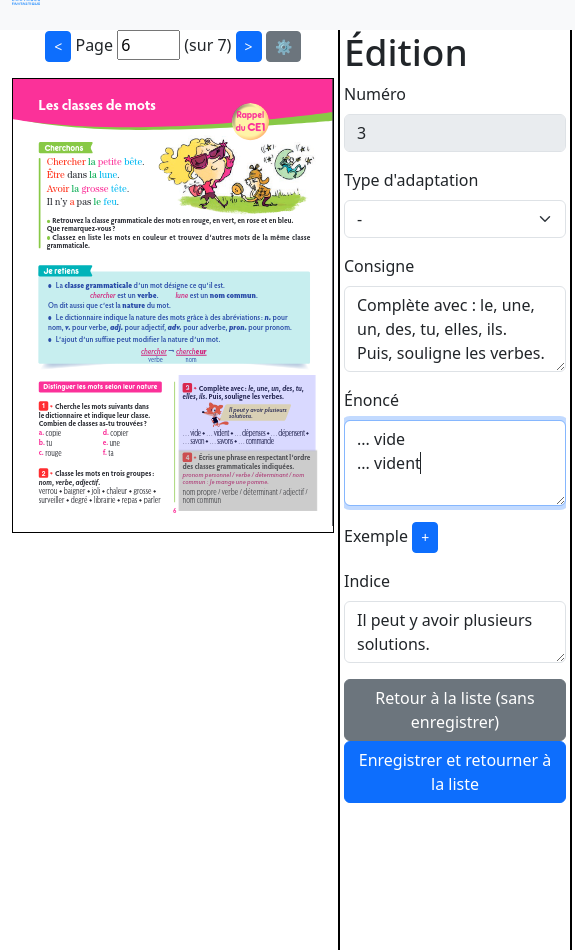 < Page 6 (sur 7) > ⚙️
Les classes de mots
Rappel
du CE1
Cherchons
Chercher la petite bête.
Être dans la lune.
Avoir la grosse tête.
Il n'y a pas le feu.
• Retrouvez la classe grammaticale des mots en rouge, en vert, en rose et en bleu.
Que remarquez-vous ?
• Classez en liste les mots en couleur et trouvez d'autres mots de la même classe
grammaticale.
Je retiens
• La classe grammaticale d'un mot désigne ce qu'il est.
chercher est un verbe. lune est un nom commun.
On dit aussi que c'est la nature du mot.
• Le dictionnaire indique la nature des mots grâce à des abréviations : n. pour
nom, v. pour verbe, adj. pour adjectif, adv. pour adverbe, pron. pour pronom.
• L'ajout d'un suffixe peut modifier la nature d'un mot.
chercher → chercheur
verbe nom
Distinguer les mots selon leur nature
1 • Cherche les mots suivants dans
le dictionnaire et indique leur nature.
Combien de classes as-tu trouvées ?
a. copie d. copier
b. tu e. une
c. rouge f. ta
2 • Classe les mots en trois groupes :
nom, verbe, adjectif.
verrou • baigner • joli • chaleur • grosse •
surveiller • degré • librairie • repas • parler
3 • Complète avec : le, une, un, des, tu,
elles, ils. Puis, souligne les verbes.
Il peut y avoir plusieurs
solutions.
... vide • ... vident • ... dépenses • ... dépensent •
... savon • ... savons • ... commande
4 • Écris une phrase en respectant l'ordre
des classes grammaticales indiquées.
pronom personnel / verbe / déterminant / nom
commun : Je mange une pomme.
nom propre / verbe / déterminant / adjectif /
nom commun
6
Édition
Numéro
3
Type d'adaptation
-
Consigne
Complète avec : le, une,
un, des, tu, elles, ils.
Puis, souligne les verbes.
Énoncé
... vide
... vident
Exemple +
Indice
Il peut y avoir plusieurs
solutions.
Retour à la liste (sans
enregistrer)
Enregistrer et retourner à
la liste